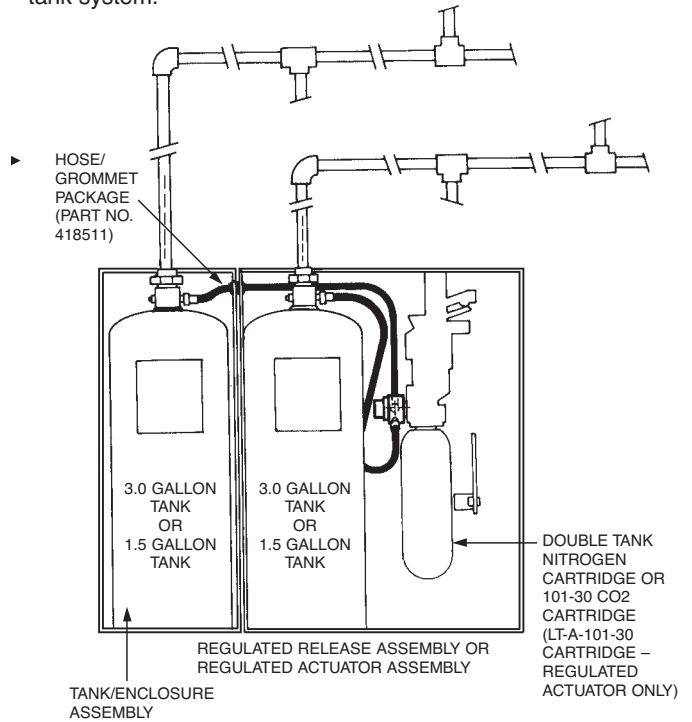 tank system.
► HOSE/
GROMMET
PACKAGE
(PART NO.
418511)
3.0 GALLON
TANK
OR
1.5 GALLON
TANK
3.0 GALLON
TANK
OR
1.5 GALLON
TANK
DOUBLE TANK
NITROGEN
CARTRIDGE OR
101-30 CO2
CARTRIDGE
(LT-A-101-30
CARTRIDGE –
REGULATED
ACTUATOR ONLY)
REGULATED RELEASE ASSEMBLY OR
REGULATED ACTUATOR ASSEMBLY
TANK/ENCLOSURE
ASSEMBLY